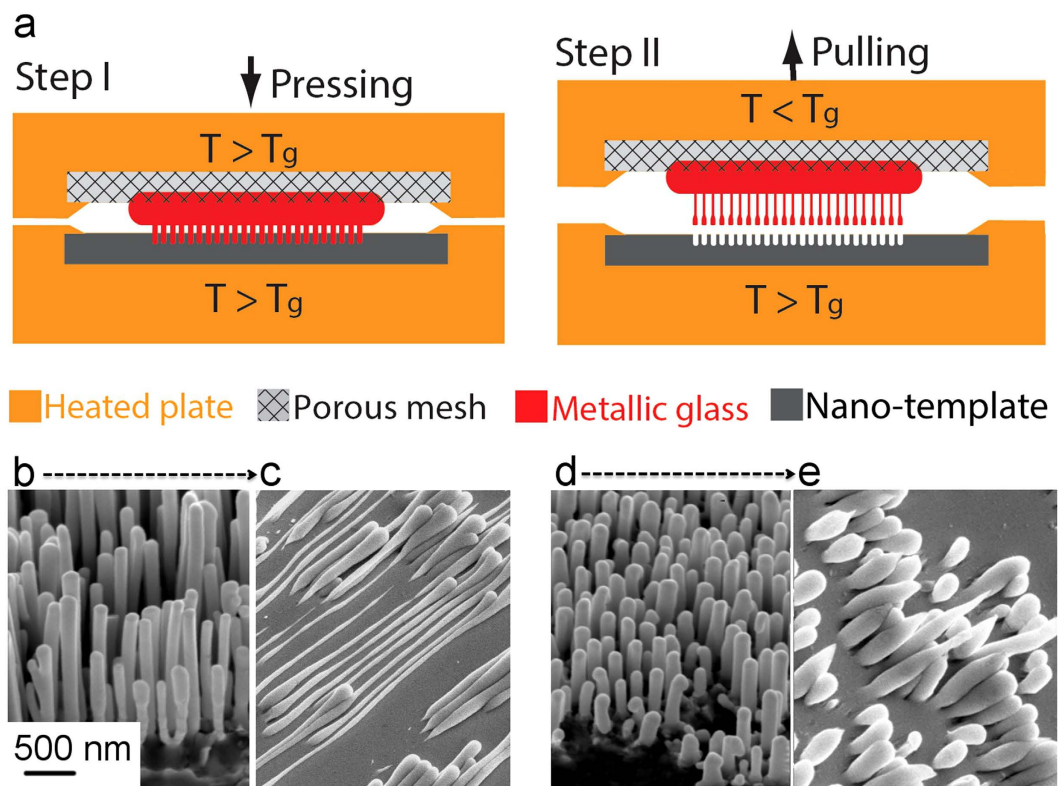 a
Step I
Pressing
T > Tg
T > Tg
Step II
Pulling
T < Tg
T > Tg
Heated plate Porous mesh Metallic glass Nano-template
b c d e
500 nm